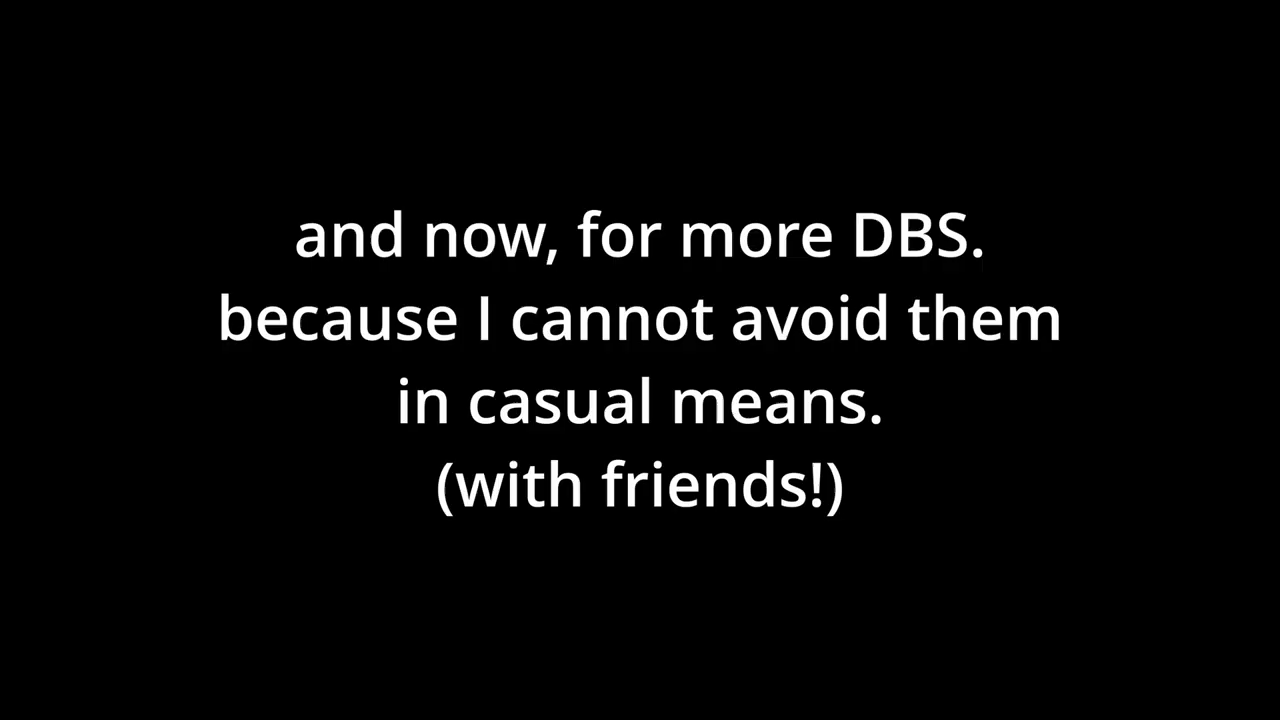 and now, for more DBS.
because I cannot avoid them
in casual means.
(with friends!)